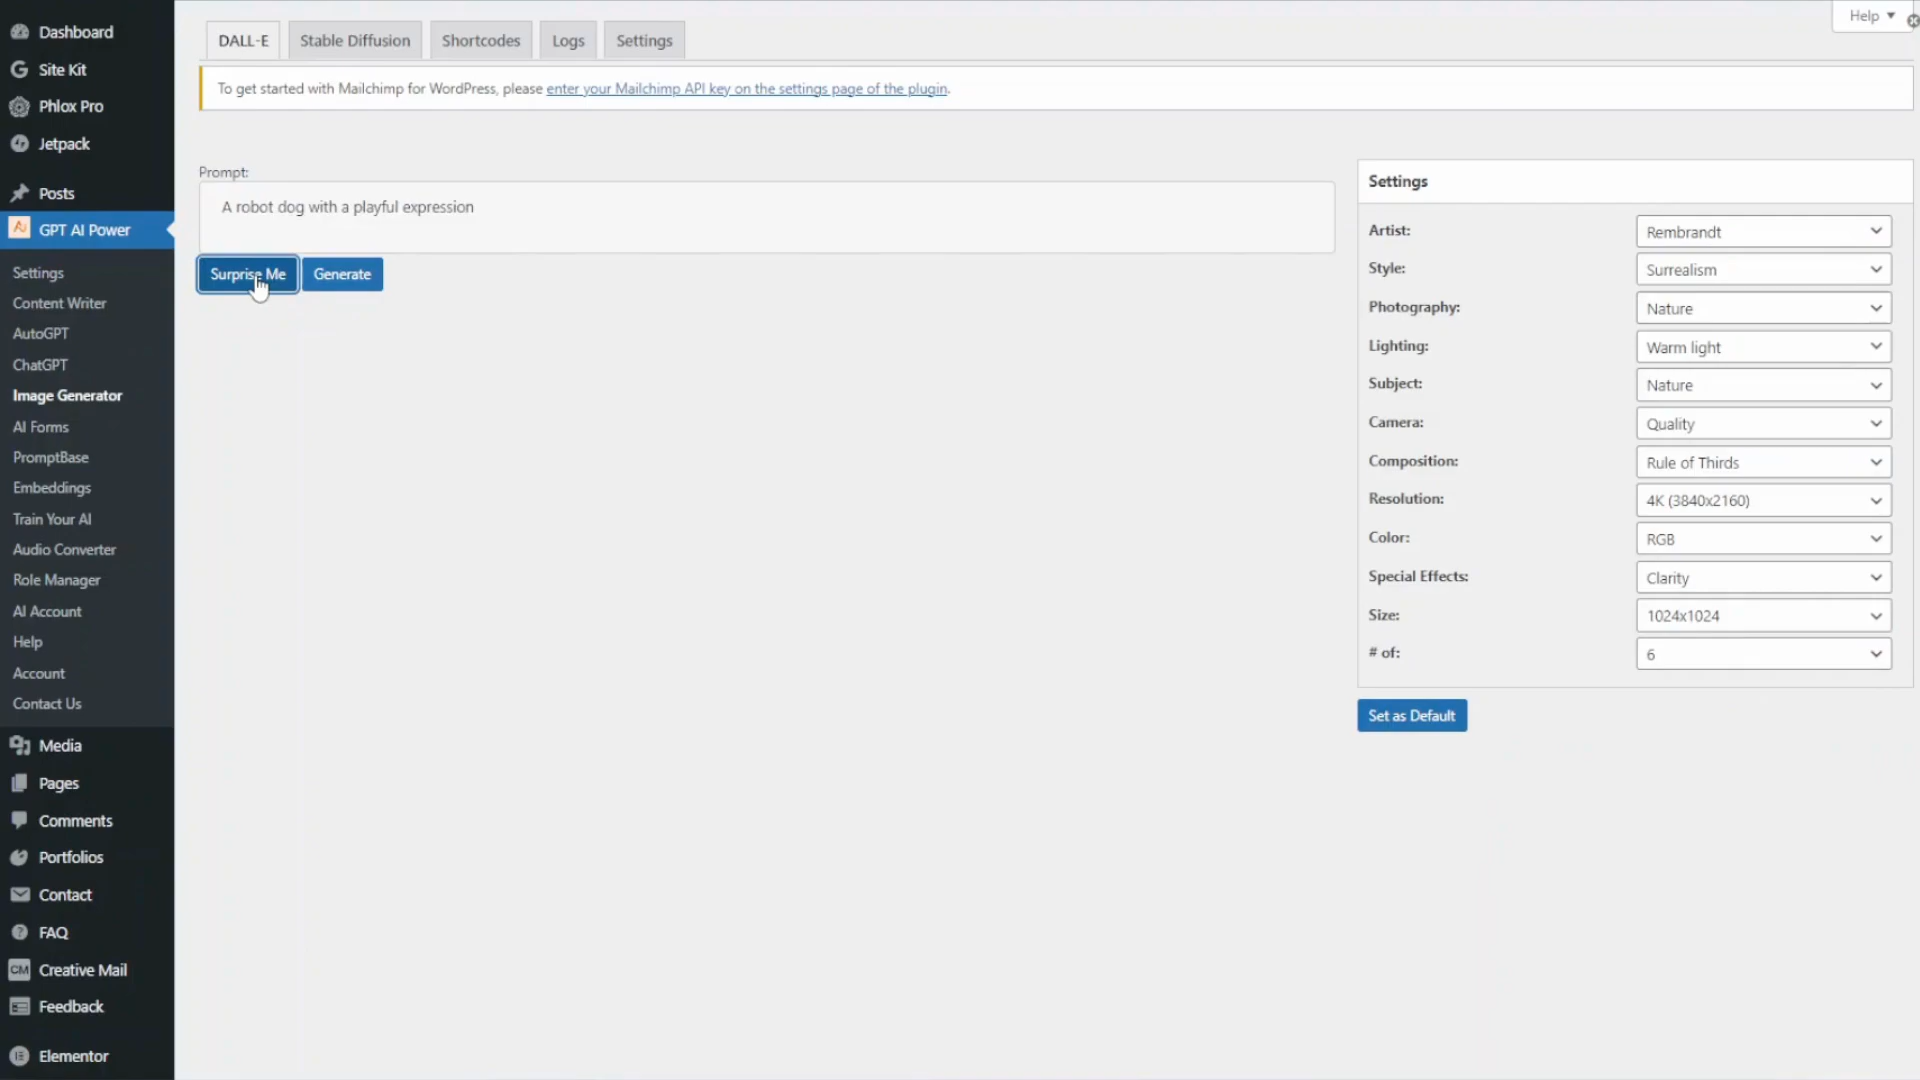 Dashboard
Site Kit
Phlox Pro
Jetpack
Posts
GPT AI Power
Settings
Content Writer
AutoGPT
ChatGPT
Image Generator
AI Forms
PromptBase
Embeddings
Train Your AI
Audio Converter
Role Manager
AI Account
Help
Account
Contact Us
Media
Pages
Comments
Portfolios
Contact
FAQ
CM Creative Mail
Feedback
Elementor
Help
DALL-E Stable Diffusion Shortcodes Logs Settings
To get started with Mailchimp for WordPress, please enter your Mailchimp API key on the settings page of the plugin.
Prompt:
A robot dog with a playful expression
Surprise Me Generate
Settings
Artist: Rembrandt
Style: Surrealism
Photography: Nature
Lighting: Warm light
Subject: Nature
Camera: Quality
Composition: Rule of Thirds
Resolution: 4K (3840x2160)
Color: RGB
Special Effects: Clarity
Size: 1024x1024
# of: 6
Set as Default